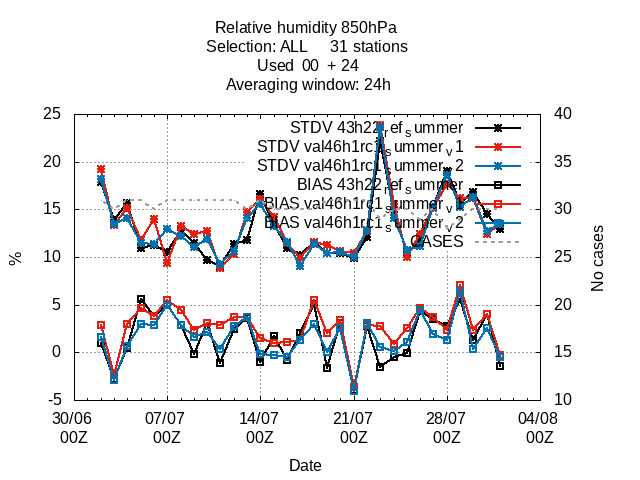 Relative humidity 850hPa
Selection: ALL 31 stations
Used 00 + 24
Averaging window: 24h
25
20
15
10
5
0
-5
%
40
35
30
25
20
15
10
No cases
STDV 43h22_ref_summer
STDV val46h1rc1_summer_v1
STDV val46h1rc1_summer_v2
BIAS 43h22_ref_summer
BIAS val46h1rc1_summer_v1
BIAS val46h1rc1_summer_v2
CASES
30/06 07/07 14/07 21/07 28/07 04/08
00Z 00Z 00Z 00Z 00Z 00Z
Date